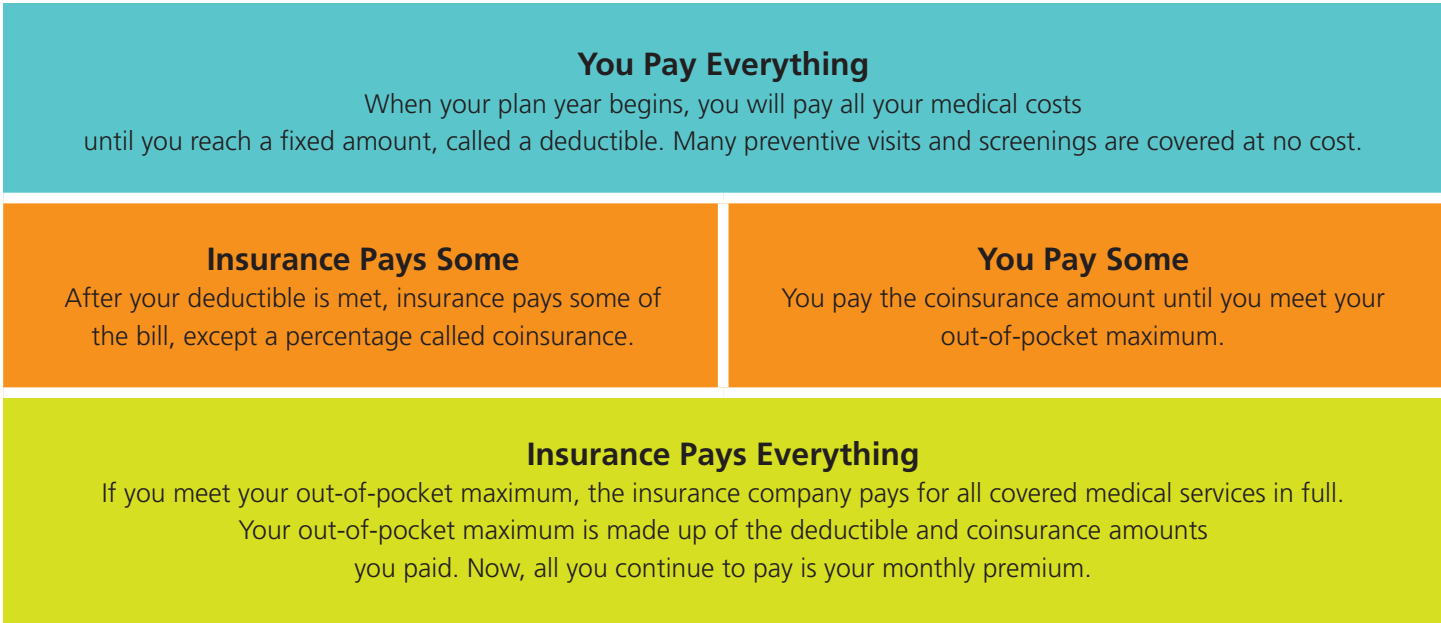 You Pay Everything
When your plan year begins, you will pay all your medical costs
until you reach a fixed amount, called a deductible. Many preventive visits and screenings are covered at no cost.
Insurance Pays Some
After your deductible is met, insurance pays some of
the bill, except a percentage called coinsurance.
You Pay Some
You pay the coinsurance amount until you meet your
out-of-pocket maximum.
Insurance Pays Everything
If you meet your out-of-pocket maximum, the insurance company pays for all covered medical services in full.
Your out-of-pocket maximum is made up of the deductible and coinsurance amounts
you paid. Now, all you continue to pay is your monthly premium.